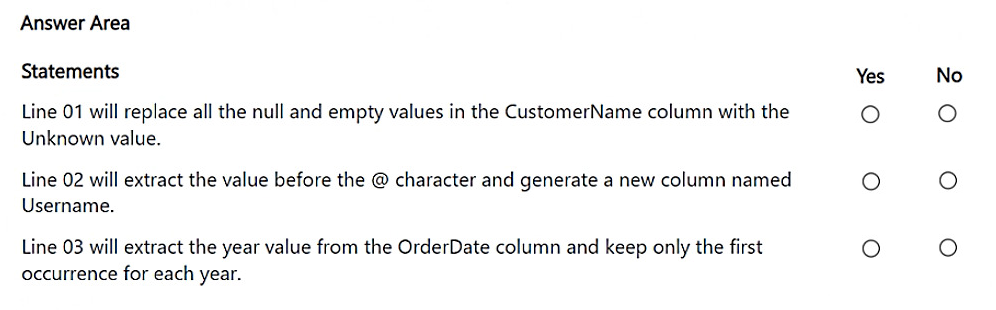 Answer Area
Statements Yes No
Line 01 will replace all the null and empty values in the CustomerName column with the
Unknown value.
Line 02 will extract the value before the @ character and generate a new column named
Username.
Line 03 will extract the year value from the OrderDate column and keep only the first
occurrence for each year.